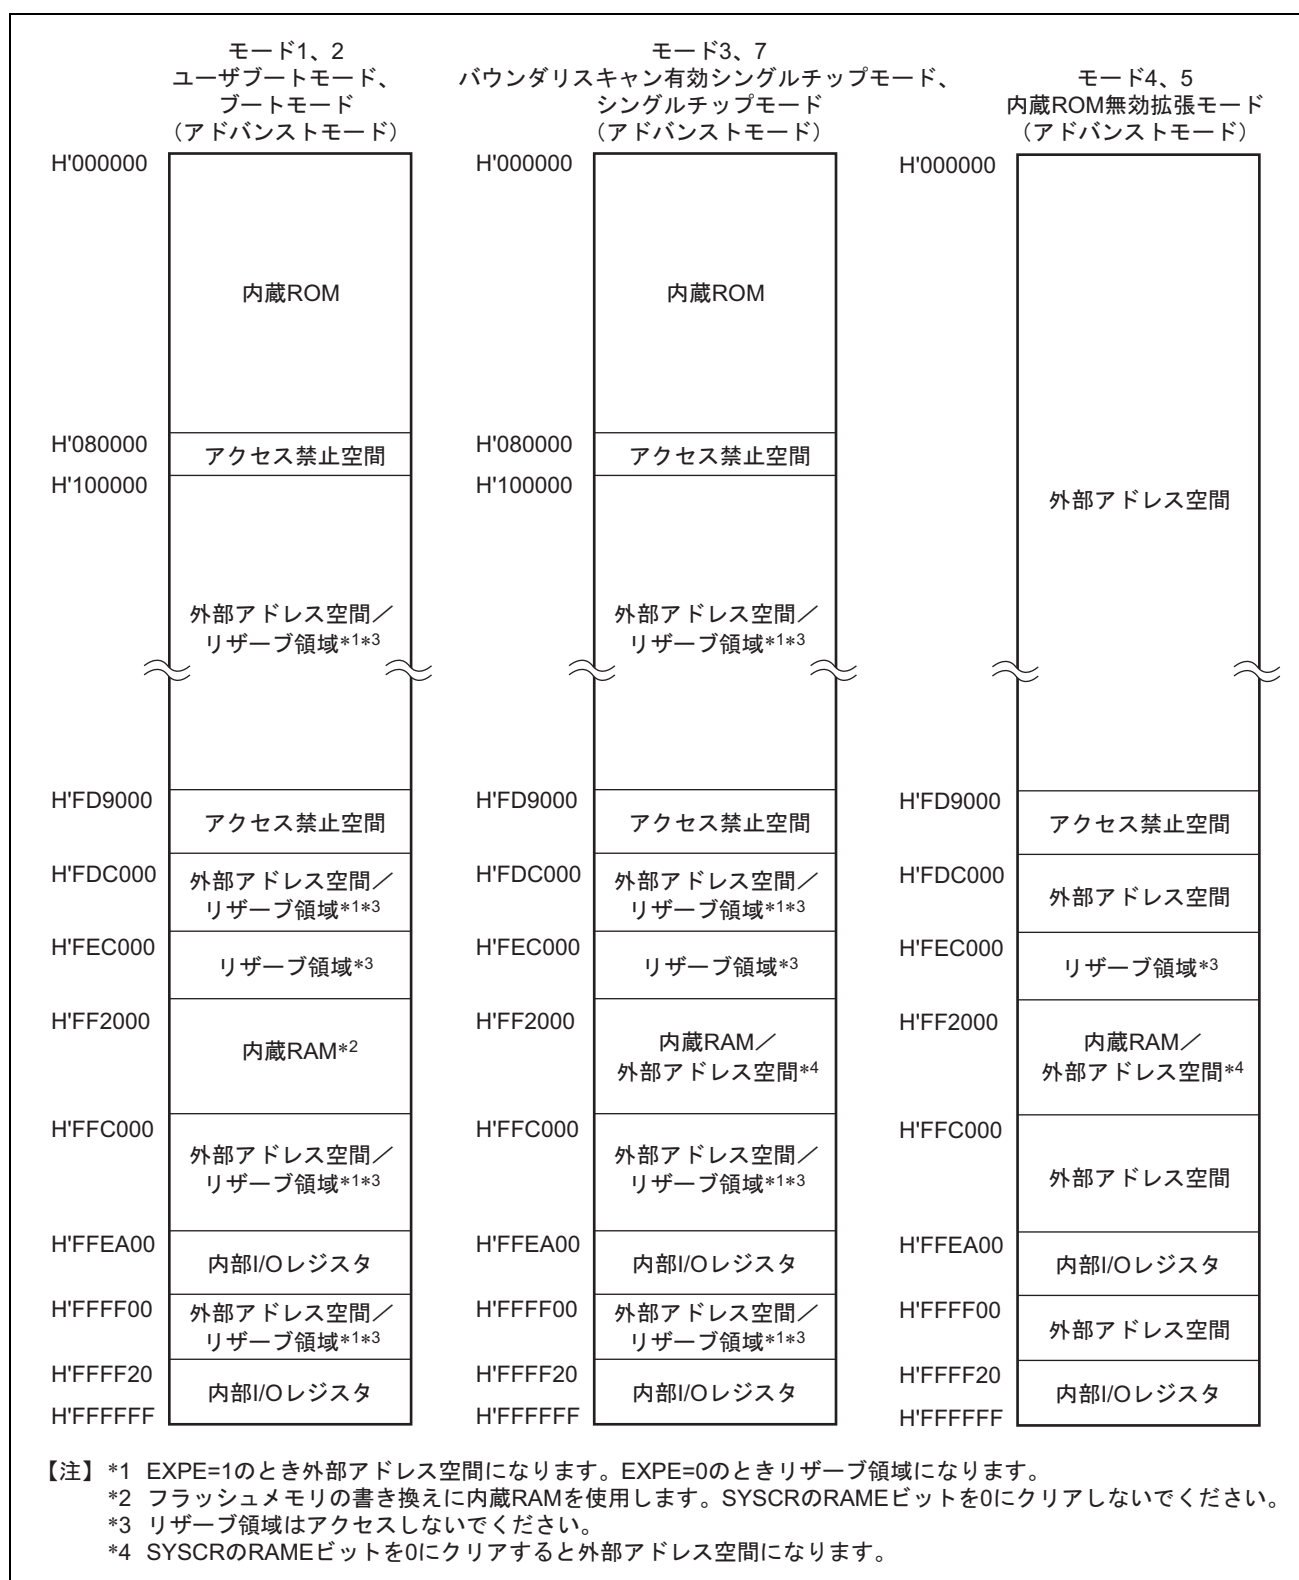 モード1、2
ユーザブートモード、
ブートモード
（アドバンストモード）
H'000000
内蔵ROM
H'080000
アクセス禁止空間
H'100000
外部アドレス空間／
リザーブ領域*1*3
H'FD9000
アクセス禁止空間
H'FDC000
外部アドレス空間／
リザーブ領域*1*3
H'FEC000
リザーブ領域*3
H'FF2000
内蔵RAM*2
H'FFC000
外部アドレス空間／
リザーブ領域*1*3
H'FFEA00
内部I/Oレジスタ
H'FFFF00
外部アドレス空間／
リザーブ領域*1*3
H'FFFF20
内部I/Oレジスタ
H'FFFFFF
モード3、7
バウンダリスキャン有効シングルチップモード、
シングルチップモード
（アドバンストモード）
H'000000
内蔵ROM
H'080000
アクセス禁止空間
H'100000
外部アドレス空間／
リザーブ領域*1*3
H'FD9000
アクセス禁止空間
H'FDC000
外部アドレス空間／
リザーブ領域*1*3
H'FEC000
リザーブ領域*3
H'FF2000
内蔵RAM／
外部アドレス空間*4
H'FFC000
外部アドレス空間／
リザーブ領域*1*3
H'FFEA00
内部I/Oレジスタ
H'FFFF00
外部アドレス空間／
リザーブ領域*1*3
H'FFFF20
内部I/Oレジスタ
H'FFFFFF
モード4、5
内蔵ROM無効拡張モード
（アドバンストモード）
H'000000
外部アドレス空間
H'FD9000
アクセス禁止空間
H'FDC000
外部アドレス空間
H'FEC000
リザーブ領域*3
H'FF2000
内蔵RAM／
外部アドレス空間*4
H'FFC000
外部アドレス空間
H'FFEA00
内部I/Oレジスタ
H'FFFF00
外部アドレス空間
H'FFFF20
内部I/Oレジスタ
H'FFFFFF
【注】 *1 EXPE=1のとき外部アドレス空間になります。EXPE=0のときリザーブ領域になります。
*2 フラッシュメモリの書き換えに内蔵RAMを使用します。SYSCRのRAMEビットを0にクリアしないでください。
*3 リザーブ領域はアクセスしないでください。
*4 SYSCRのRAMEビットを0にクリアすると外部アドレス空間になります。